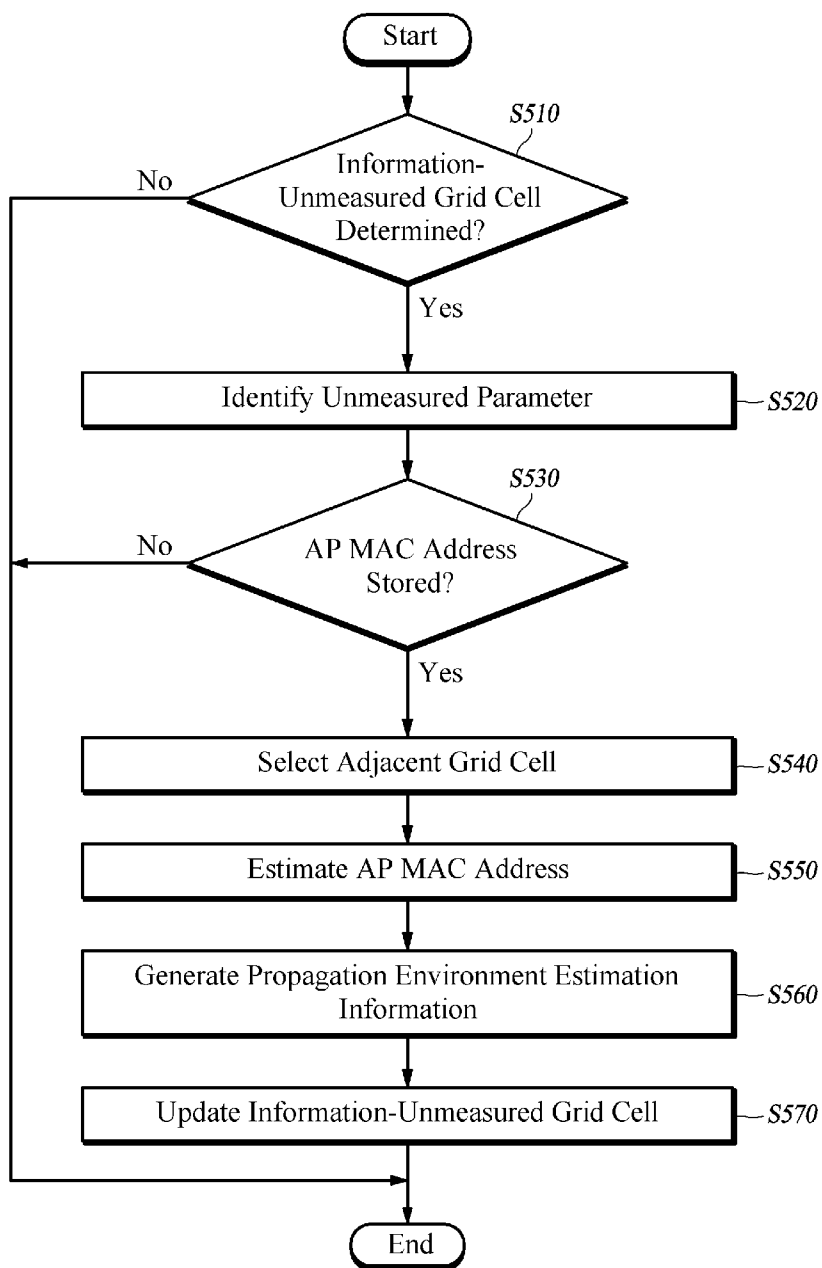 Start
S510
Information-
Unmeasured Grid Cell
Determined?
No
Yes
Identify Unmeasured Parameter
S520
S530
AP MAC Address
Stored?
No
Yes
Select Adjacent Grid Cell
S540
Estimate AP MAC Address
S550
Generate Propagation Environment Estimation
Information
S560
Update Information-Unmeasured Grid Cell
S570
End